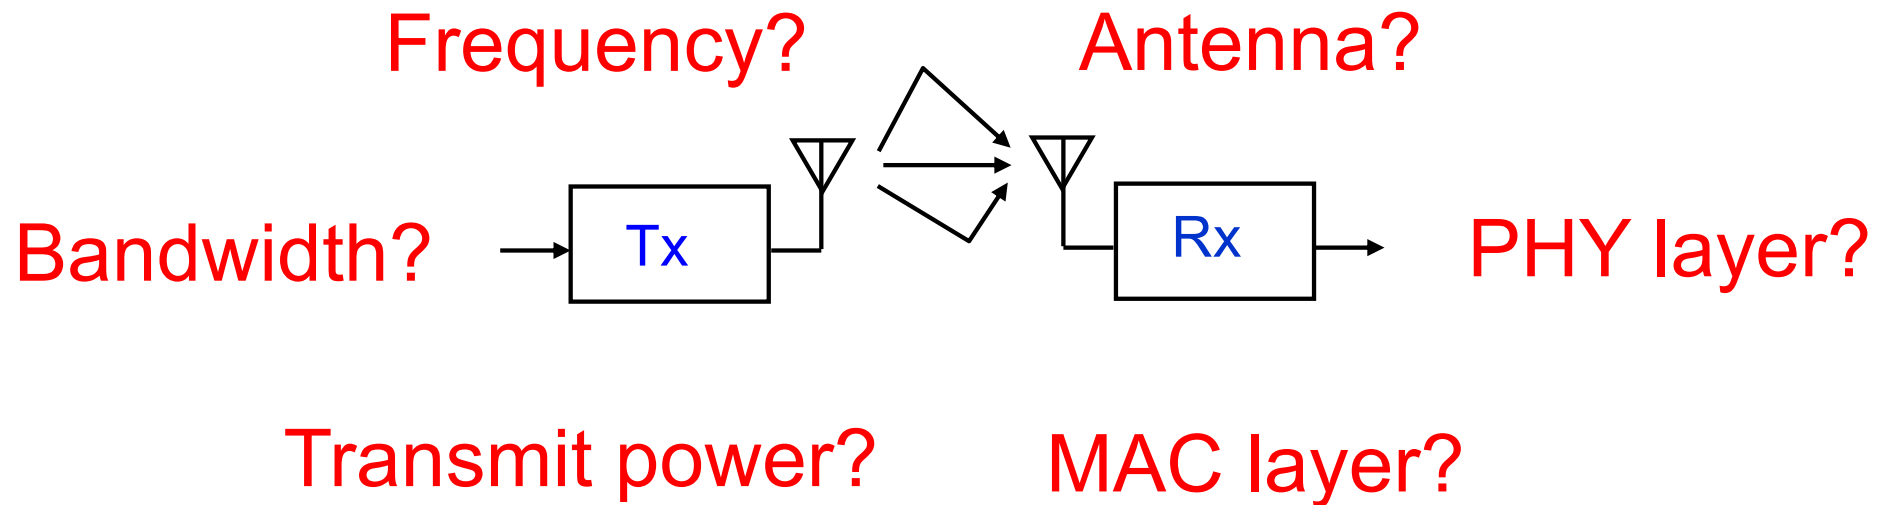 Frequency?
Antenna?
Bandwidth?
Tx
Rx
PHY layer?
Transmit power?
MAC layer?